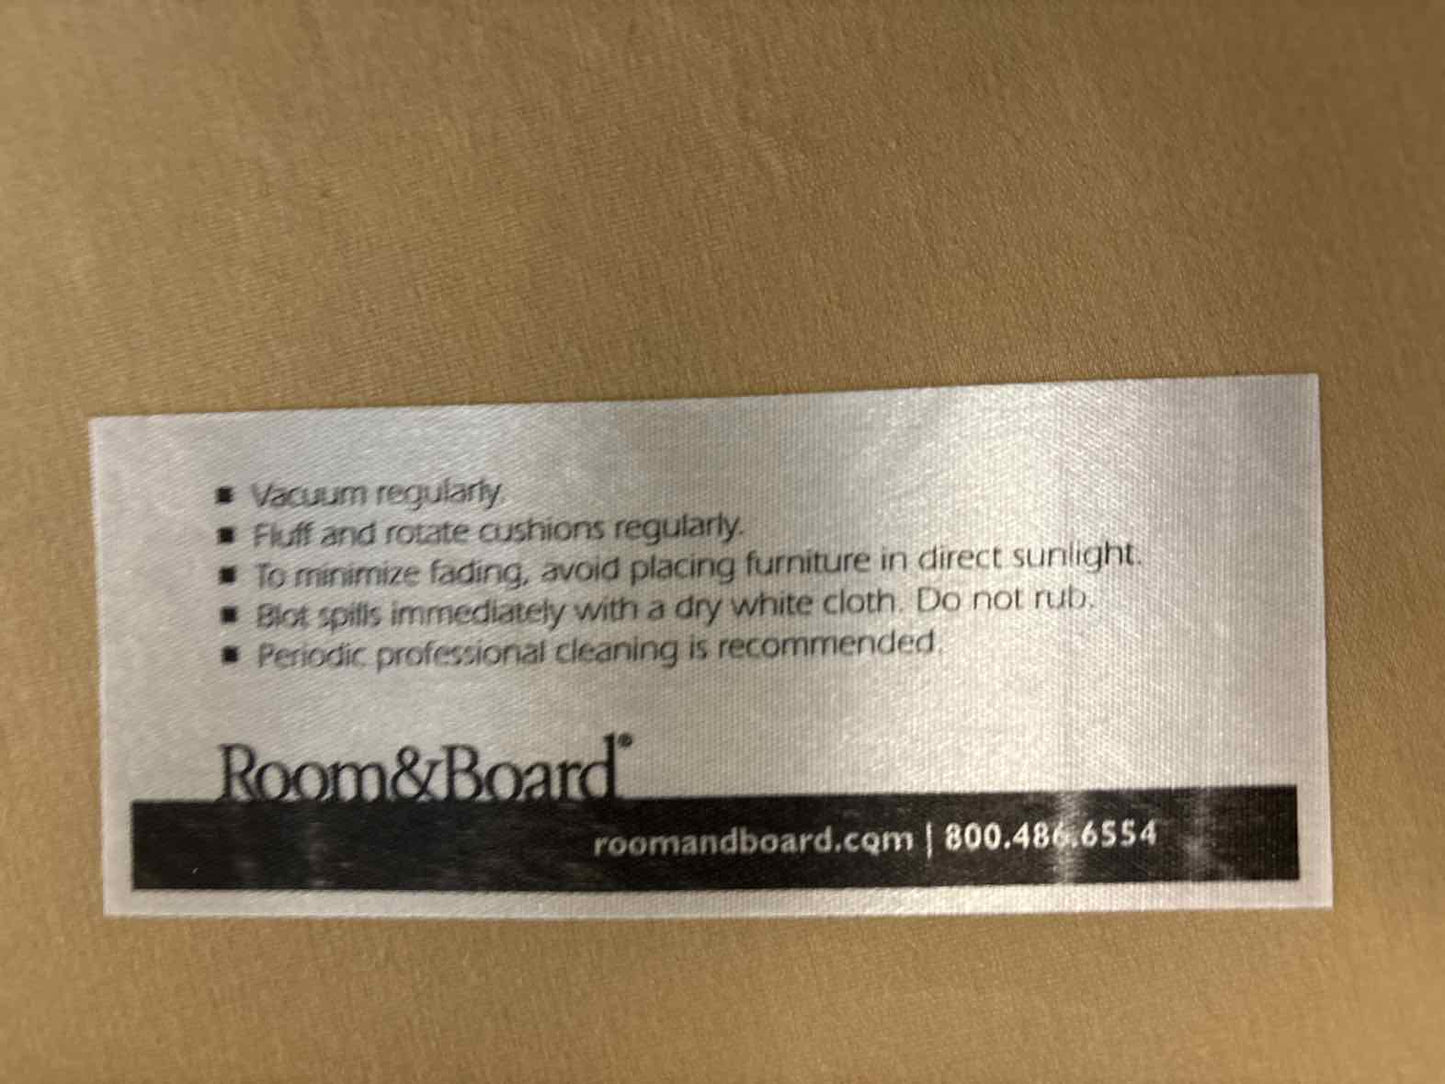 ▪ Vacuum regularly.
▪ Fluff and rotate cushions regularly.
▪ To minimize fading, avoid placing furniture in direct sunlight.
▪ Blot spills immediately with a dry white cloth. Do not rub.
▪ Periodic professional cleaning is recommended.
Room&Board®
roomandboard.com | 800.486.6554